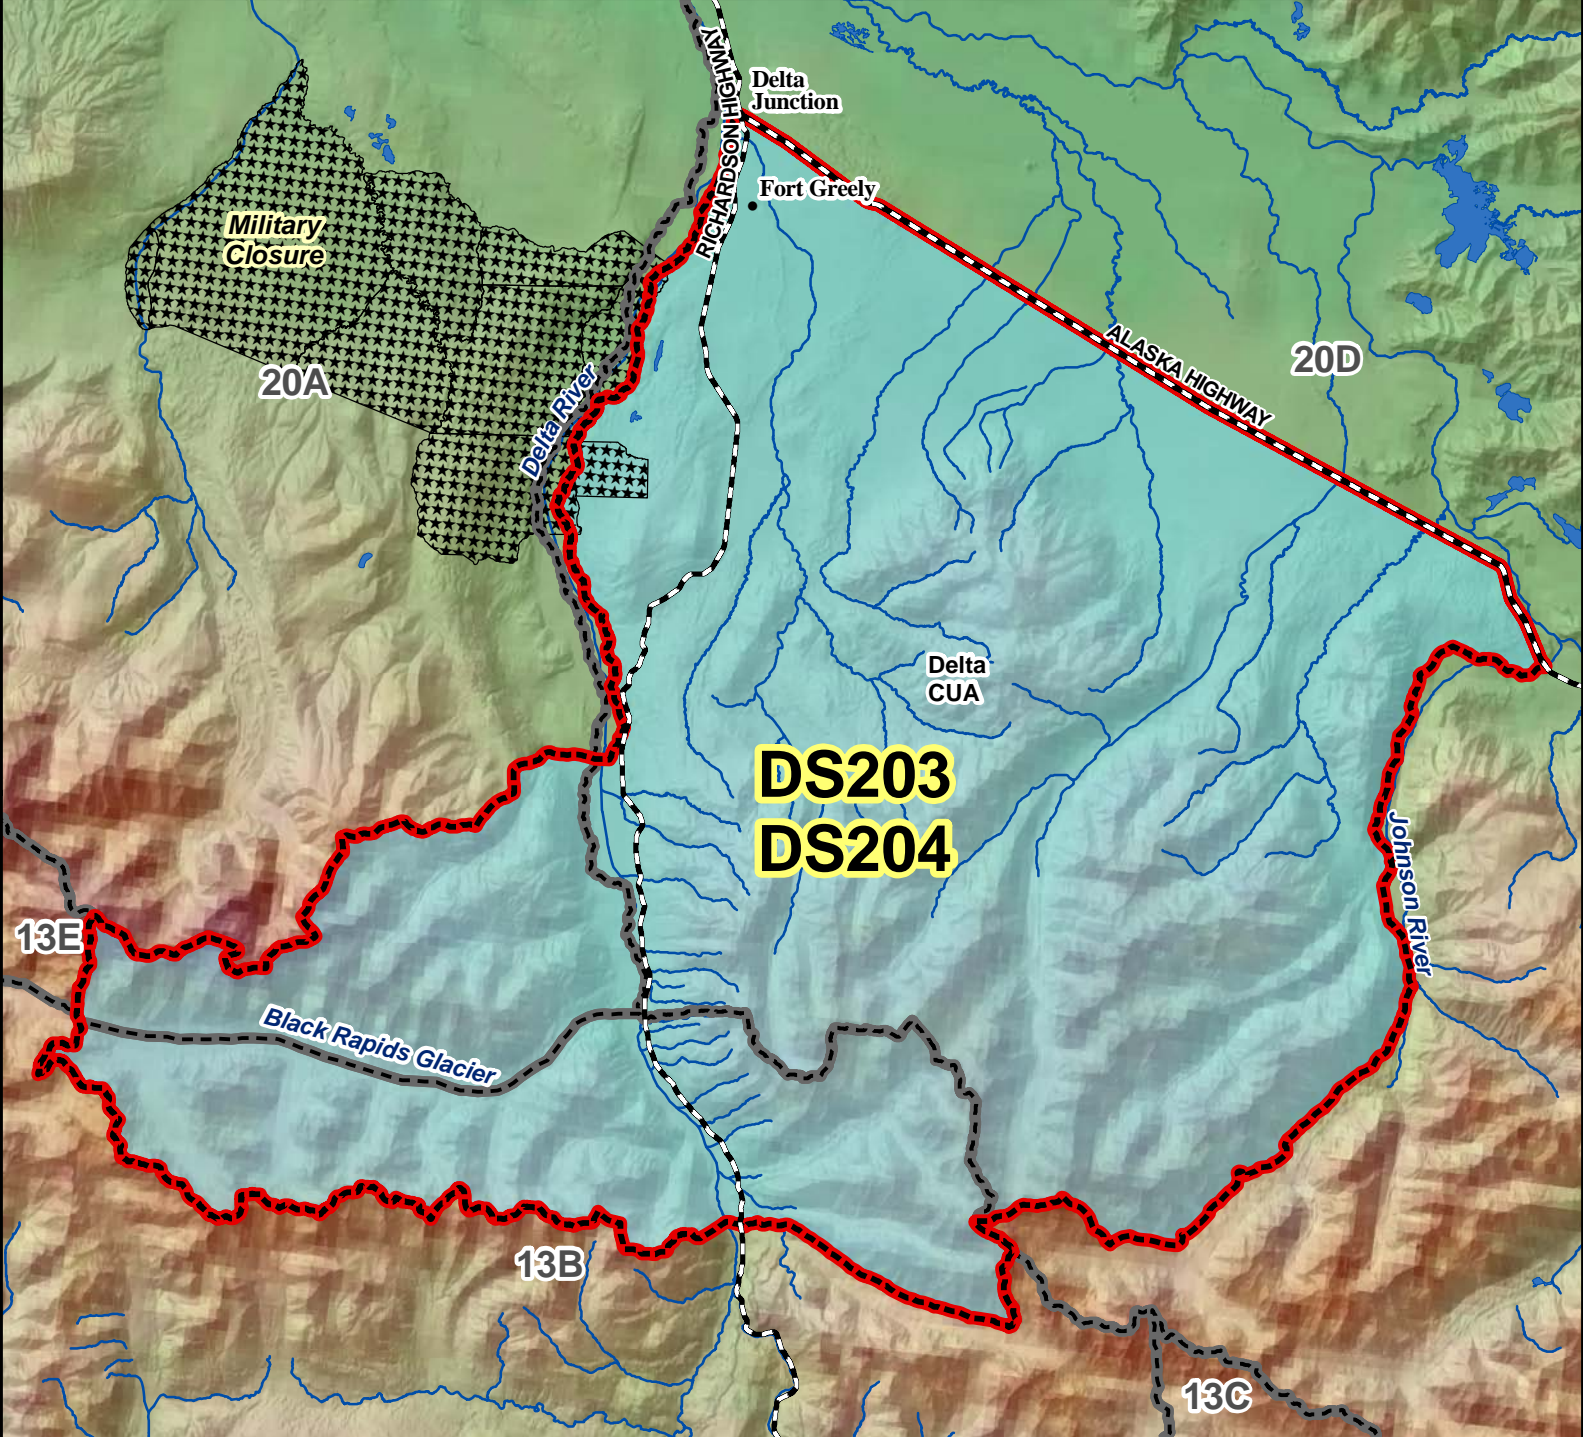 RICHARDSON HIGHWAY
Delta
Junction
Fort Greely
Military
Closure
20A
Delta River
ALASKA HIGHWAY
20D
Delta
CUA
DS203
DS204
Johnson River
13E
Black Rapids Glacier
13B
13C